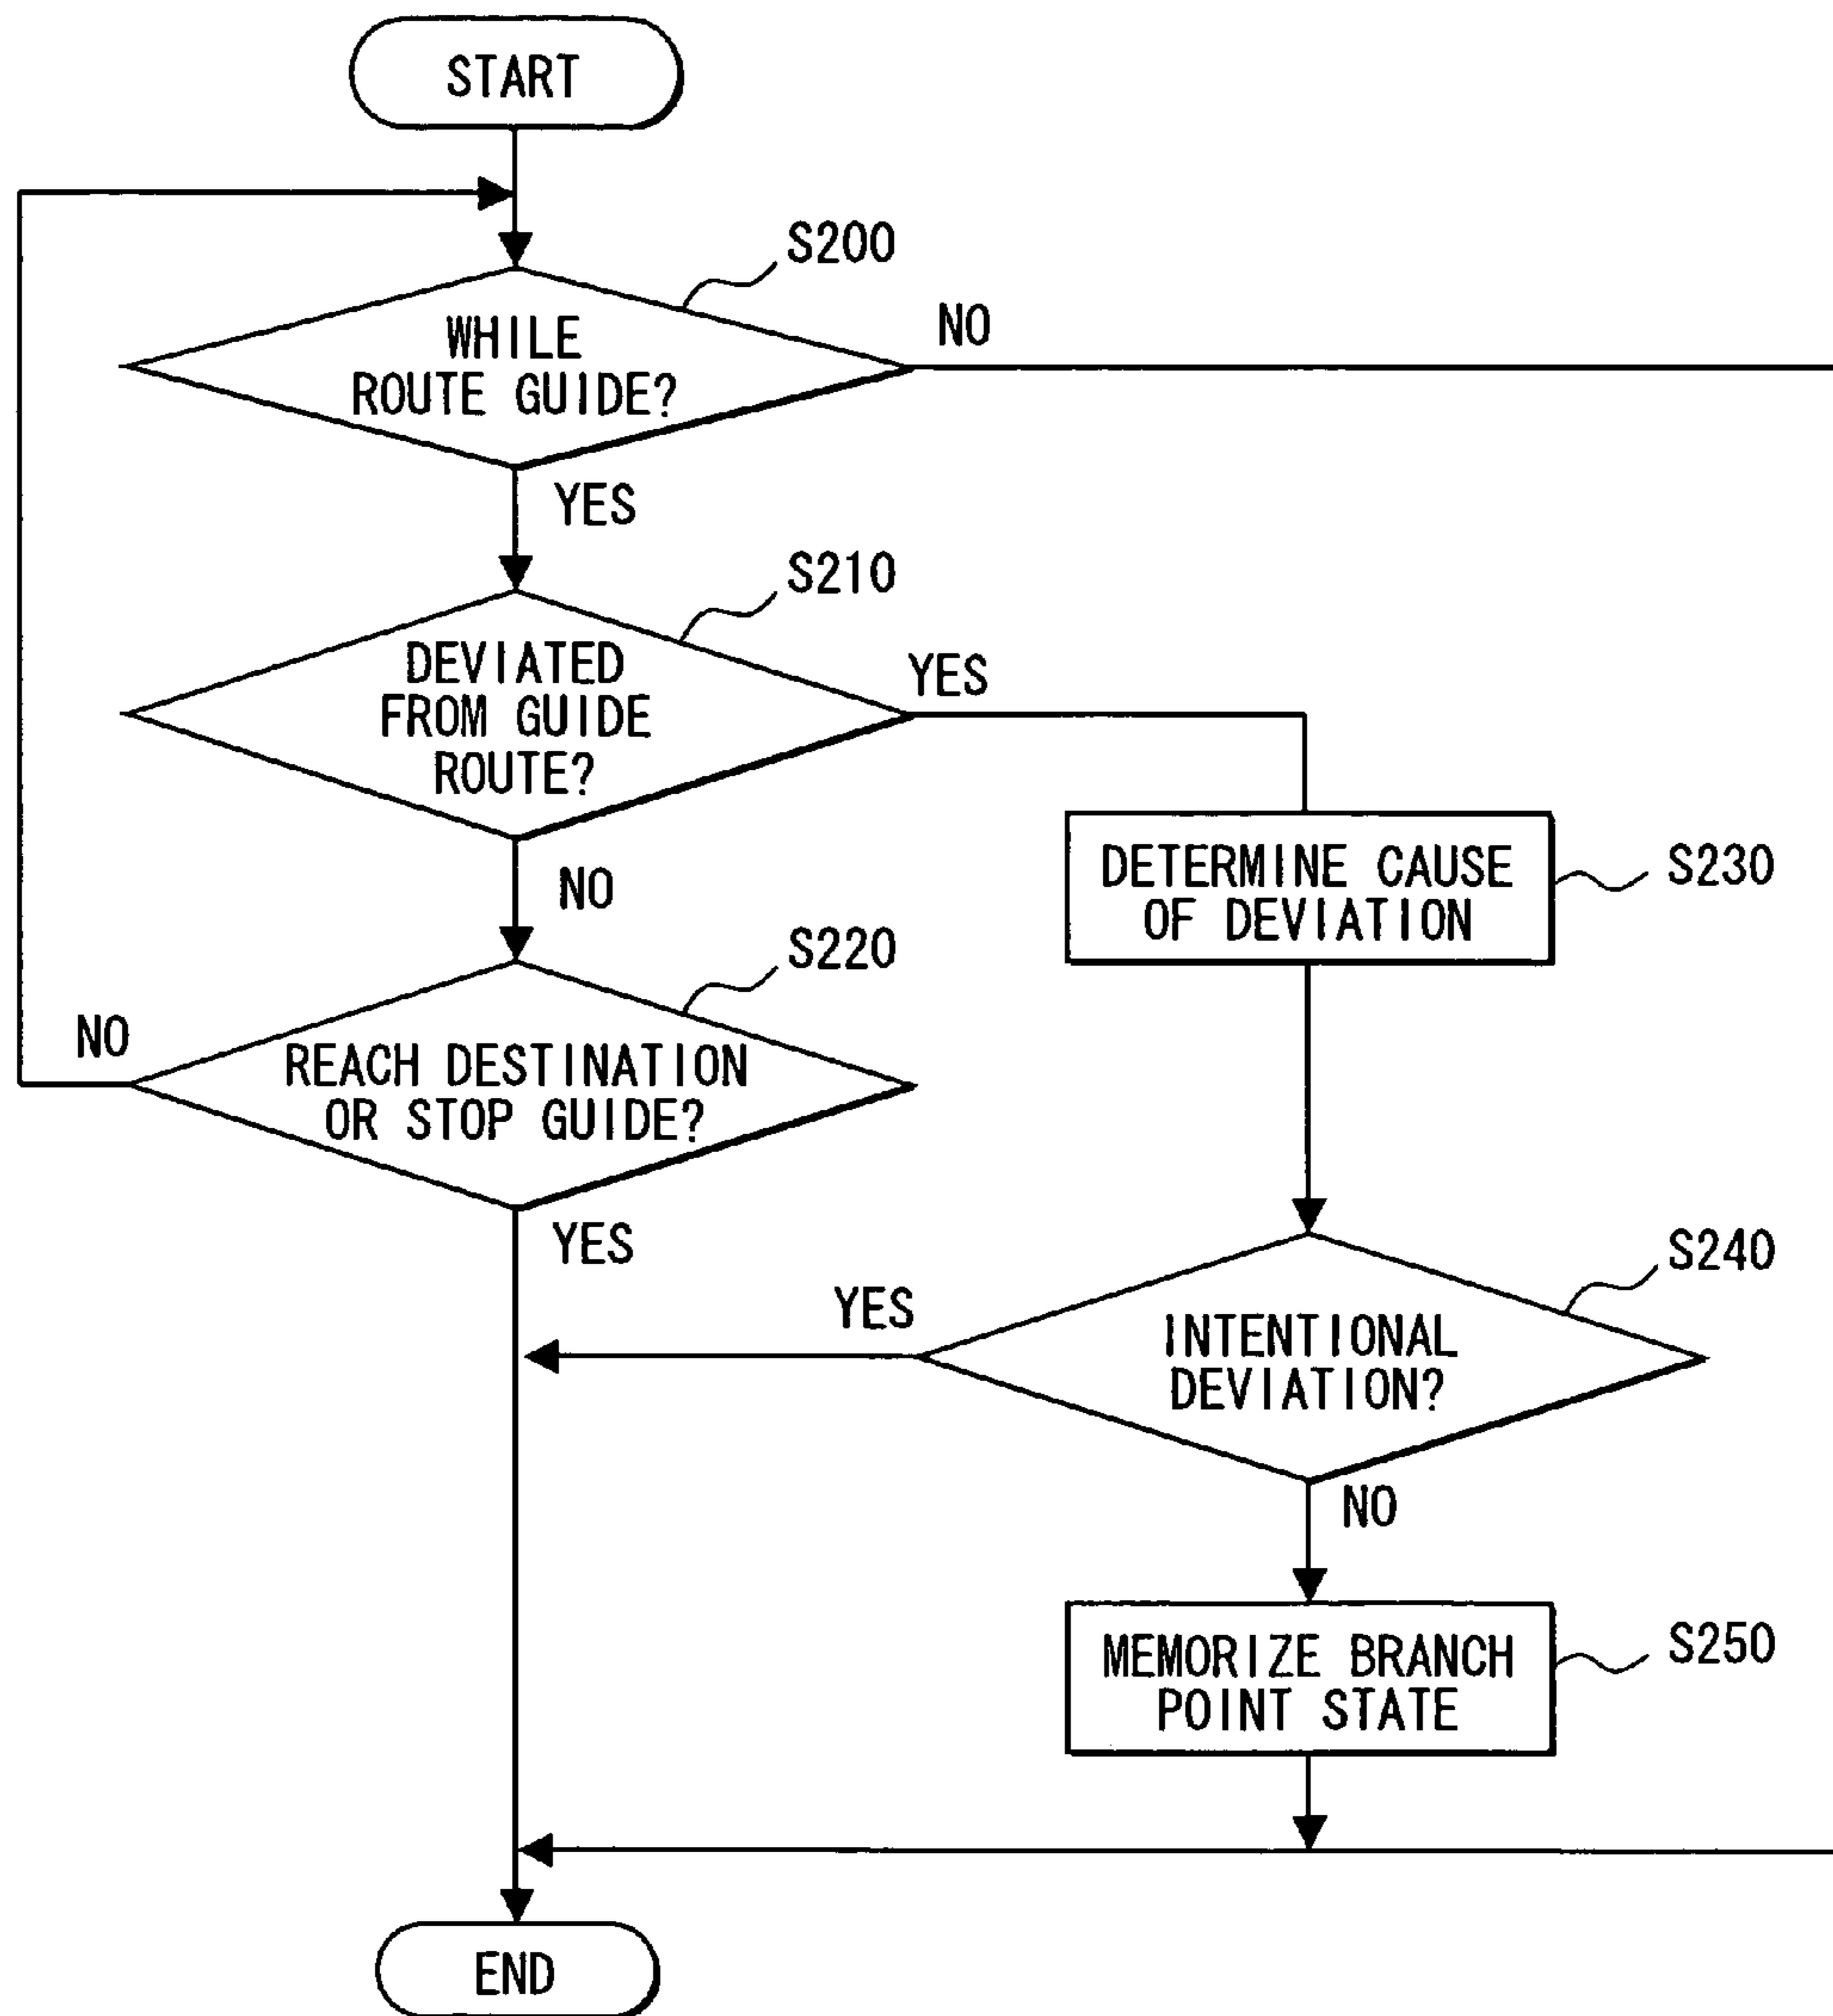 START
S200
WHILE
ROUTE GUIDE?
NO
YES
S210
DEVIATED
FROM GUIDE
ROUTE?
YES
NO
DETERMINE CAUSE
OF DEVIATION
S230
S220
REACH DESTINATION
OR STOP GUIDE?
NO
YES
S240
INTENTIONAL
DEVIATION?
YES
NO
MEMORIZE BRANCH
POINT STATE
S250
END